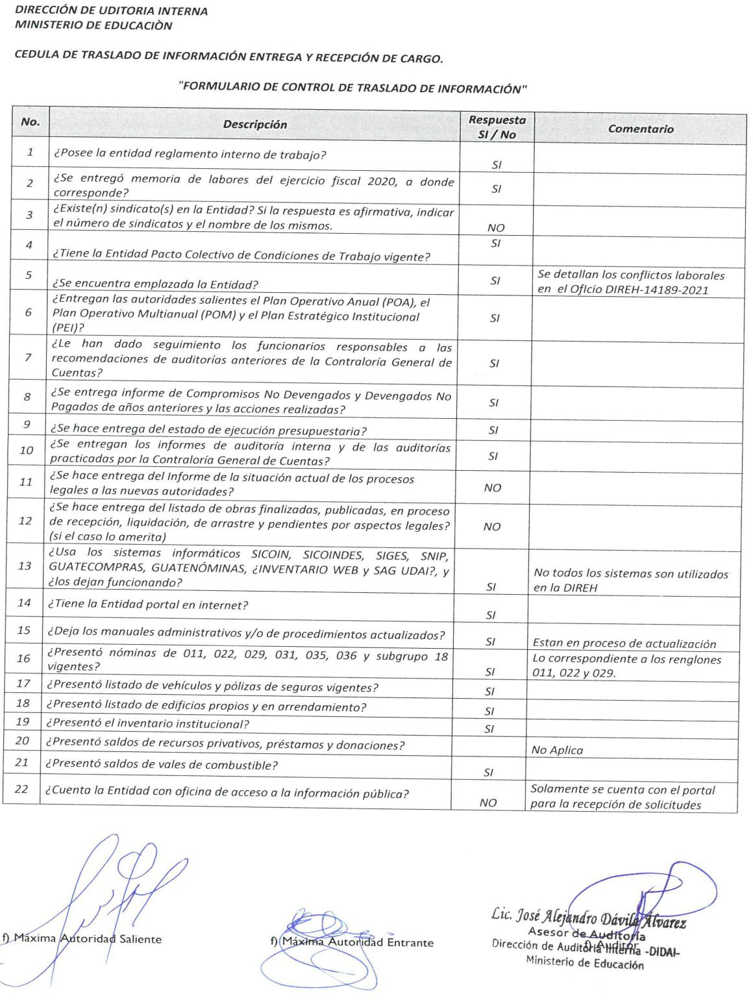 DIRECCIÓN DE UDITORIA INTERNA
MINISTERIO DE EDUCACIÒN
CEDULA DE TRASLADO DE INFORMACIÓN ENTREGA Y RECEPCIÓN DE CARGO.
"FORMULARIO DE CONTROL DE TRASLADO DE INFORMACIÓN"
No. Descripción Respuesta SI / No Comentario
1 ¿Posee la entidad reglamento interno de trabajo? SI
2 ¿Se entregó memoria de labores del ejercicio fiscal 2020, a donde
corresponde? SI
3 ¿Existe(n) sindicato(s) en la Entidad? Si la respuesta es afirmativa, indicar
el número de sindicatos y el nombre de los mismos. NO
4 ¿Tiene la Entidad Pacto Colectivo de Condiciones de Trabajo vigente? SI
5 ¿Se encuentra emplazada la Entidad? SI Se detallan los conflictos laborales
en el Oficio DIREH-14189-2021
6 ¿Entregan las autoridades salientes el Plan Operativo Anual (POA), el
Plan Operativo Multianual (POM) y el Plan Estratégico Institucional
(PEI)? SI
7 ¿Le han dado seguimiento los funcionarios responsables a las
recomendaciones de auditorías anteriores de la Contraloría General de
Cuentas? SI
8 ¿Se entrega informe de Compromisos No Devengados y Devengados No
Pagados de años anteriores y las acciones realizadas? SI
9 ¿Se hace entrega del estado de ejecución presupuestaria? SI
10 ¿Se entregan los informes de auditoría interna y de las auditorías
practicadas por la Contraloría General de Cuentas? SI
11 ¿Se hace entrega del Informe de la situación actual de los procesos
legales a las nuevas autoridades? NO
12 ¿Se hace entrega del listado de obras finalizadas, publicadas, en proceso
de recepción, liquidación, de arrastre y pendientes por aspectos legales?
(si el caso lo amerita) NO
13 ¿Usa los sistemas informáticos SICOIN, SICOINDES, SIGES, SNIP,
GUATECOMPRAS, GUATENÓMINAS, ¿INVENTARIO WEB y SAG UDAI?, y
¿los dejan funcionando? SI No todos los sistemas son utilizados
en la DIREH
14 ¿Tiene la Entidad portal en internet? SI
15 ¿Deja los manuales administrativos y/o de procedimientos actualizados? SI Estan en proceso de actualización
16 ¿Presentó nóminas de 011, 022, 029, 031, 035, 036 y subgrupo 18
vigentes? SI Lo correspondiente a los renglones
011, 022 y 029.
17 ¿Presentó listado de vehículos y pólizas de seguros vigentes? SI
18 ¿Presentó listado de edificios propios y en arrendamiento? SI
19 ¿Presentó el inventario institucional? SI
20 ¿Presentó saldos de recursos privativos, préstamos y donaciones? No Aplica
21 ¿Presentó saldos de vales de combustible? SI
22 ¿Cuenta la Entidad con oficina de acceso a la información pública? NO Solamente se cuenta con el portal
para la recepción de solicitudes
f) Máxima Autoridad Saliente
f) Máxima Autoridad Entrante
Lic. José Alejandro Dávila Álvarez
Asesor de Auditoría
f) Auditor
Dirección de Auditoría Interna -DIDAI-
Ministerio de Educación